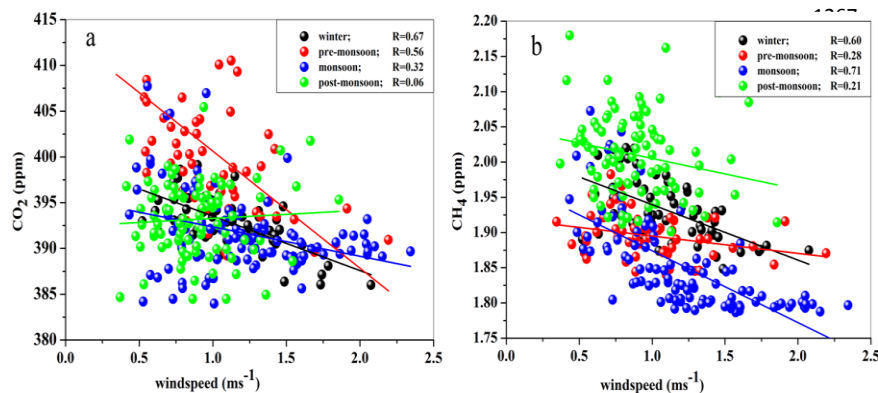 1267
a
winter; R=0.67
pre-monsoon; R=0.56
monsoon; R=0.32
post-monsoon; R=0.06
415
410
405
400
395
390
385
380
CO2 (ppm)
0.0 0.5 1.0 1.5 2.0 2.5
windspeed (ms-1)
b
winter; R=0.60
pre-monsoon; R=0.28
monsoon; R=0.71
post-monsoon; R=0.21
2.20
2.15
2.10
2.05
2.00
1.95
1.90
1.85
1.80
1.75
CH4 (ppm)
0.0 0.5 1.0 1.5 2.0 2.5
windspeed (ms-1)